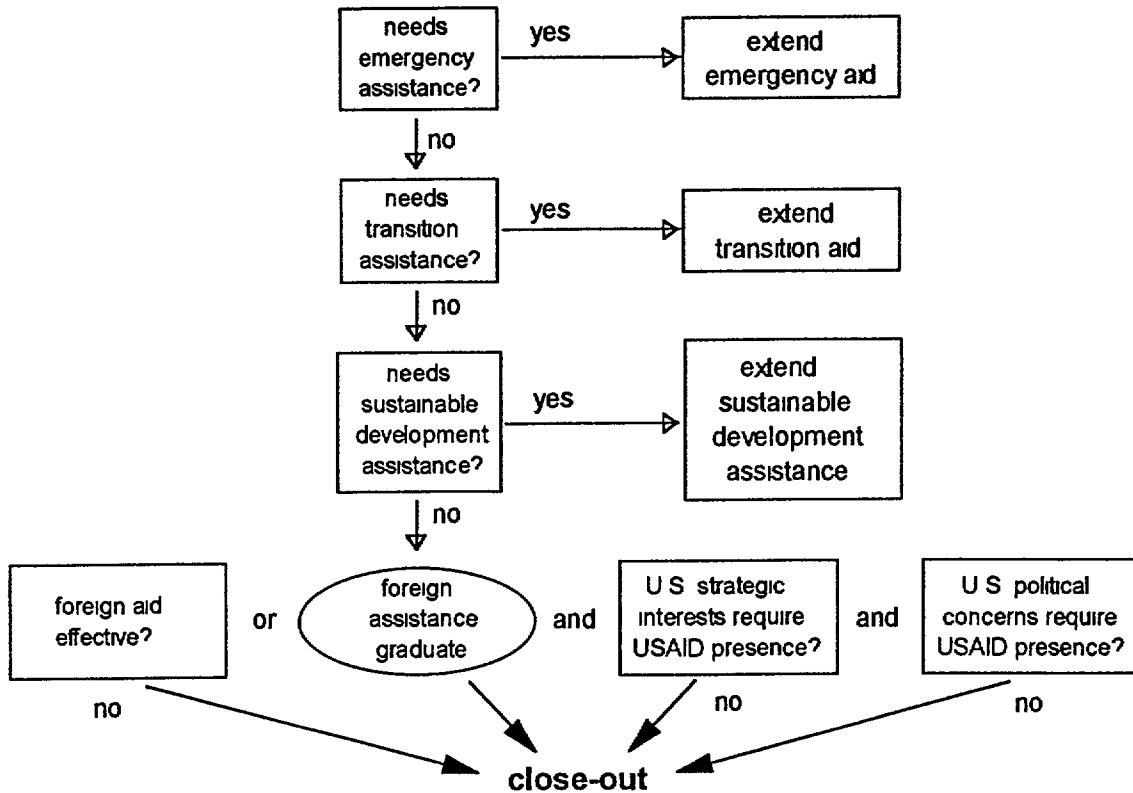 needs
emergency
assistance?
yes
extend
emergency aid
no
needs
transition
assistance?
yes
extend
transition aid
no
needs
sustainable
development
assistance?
yes
extend
sustainable
development
assistance
no
foreign aid
effective?
or
foreign
assistance
graduate
and
U S strategic
interests require
USAID presence?
and
U S political
concerns require
USAID presence?
no
no
no
close-out